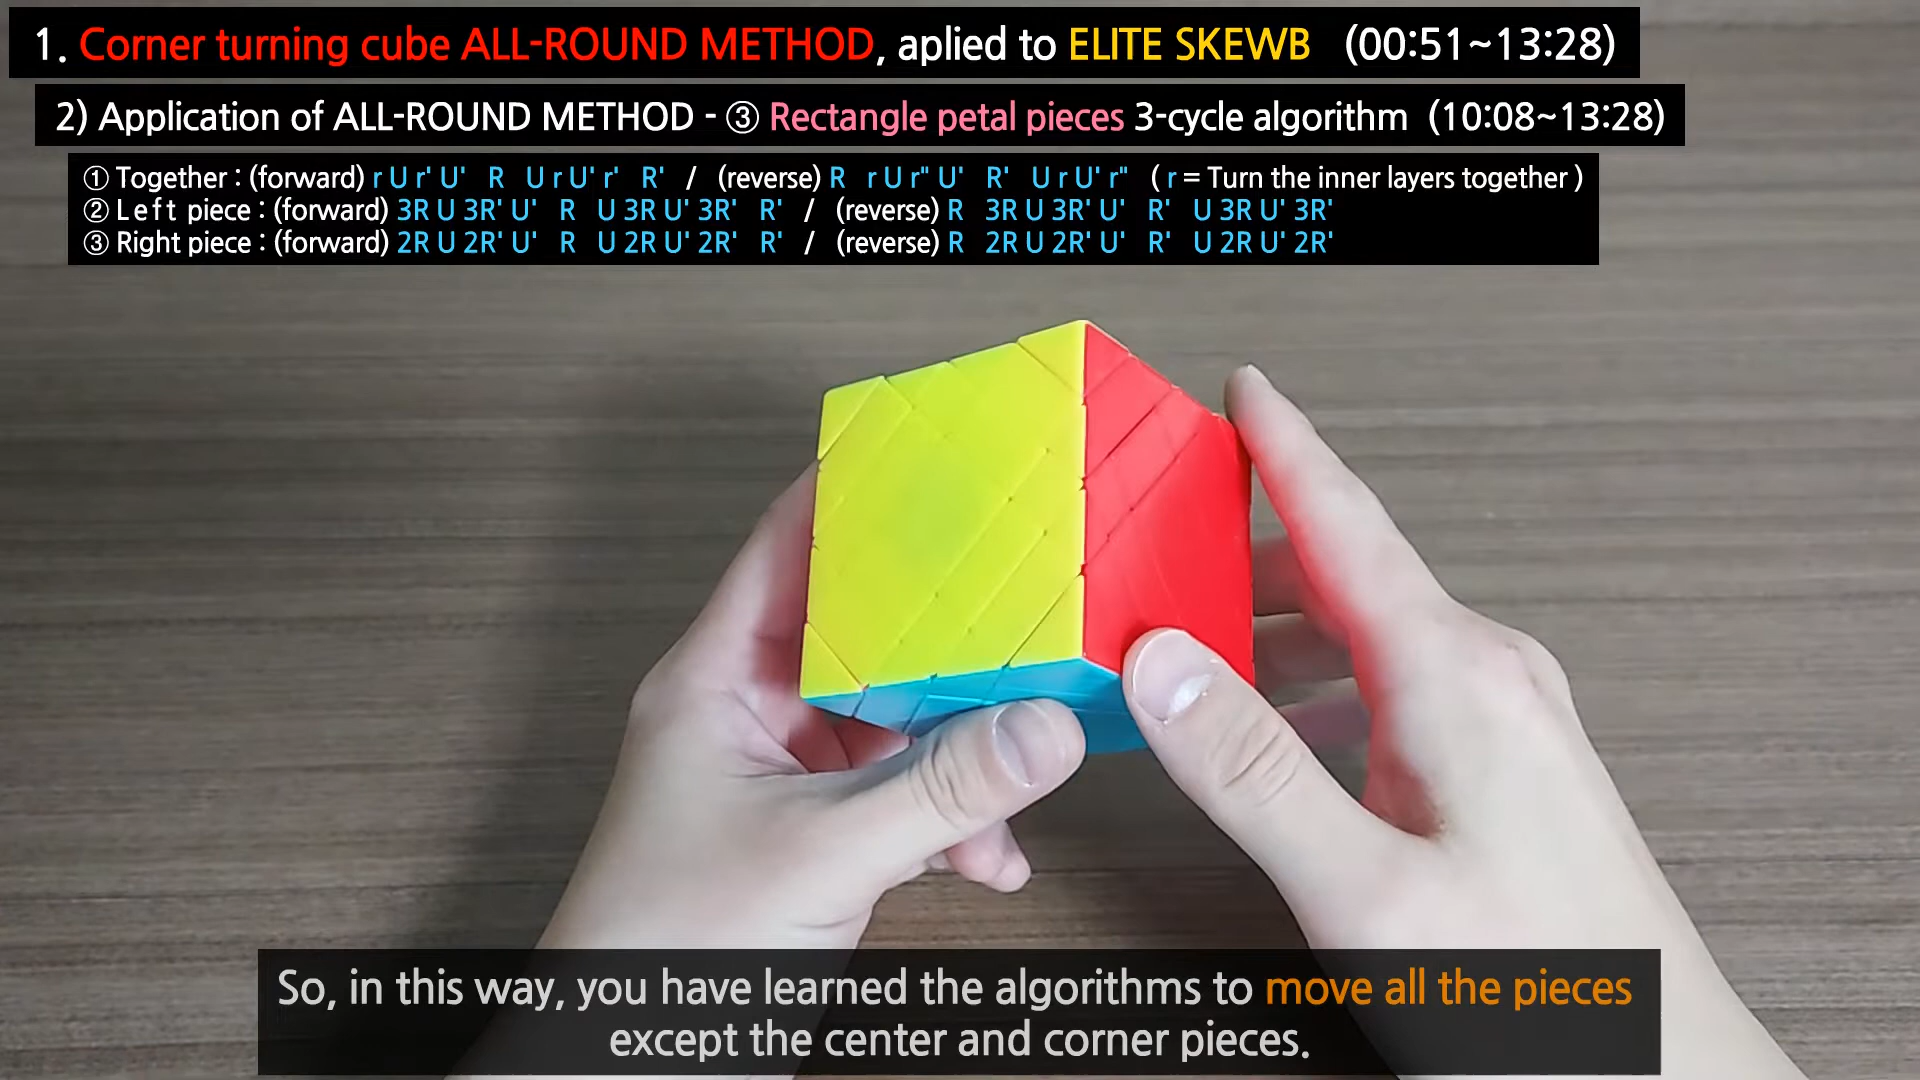 1. Corner turning cube ALL-ROUND METHOD, aplied to ELITE SKEWB (00:51~13:28)
2) Application of ALL-ROUND METHOD - ③ Rectangle petal pieces 3-cycle algorithm (10:08~13:28)
① Together : (forward) r U r' U' R U r U' r' R' / (reverse) R r U r" U' R' U r U' r" ( r = Turn the inner layers together )
② Left piece : (forward) 3R U 3R' U' R U 3R U' 3R' R' / (reverse) R 3R U 3R' U' R' U 3R U' 3R'
③ Right piece : (forward) 2R U 2R' U' R U 2R U' 2R' R' / (reverse) R 2R U 2R' U' R' U 2R U' 2R'
So, in this way, you have learned the algorithms to move all the pieces
except the center and corner pieces.